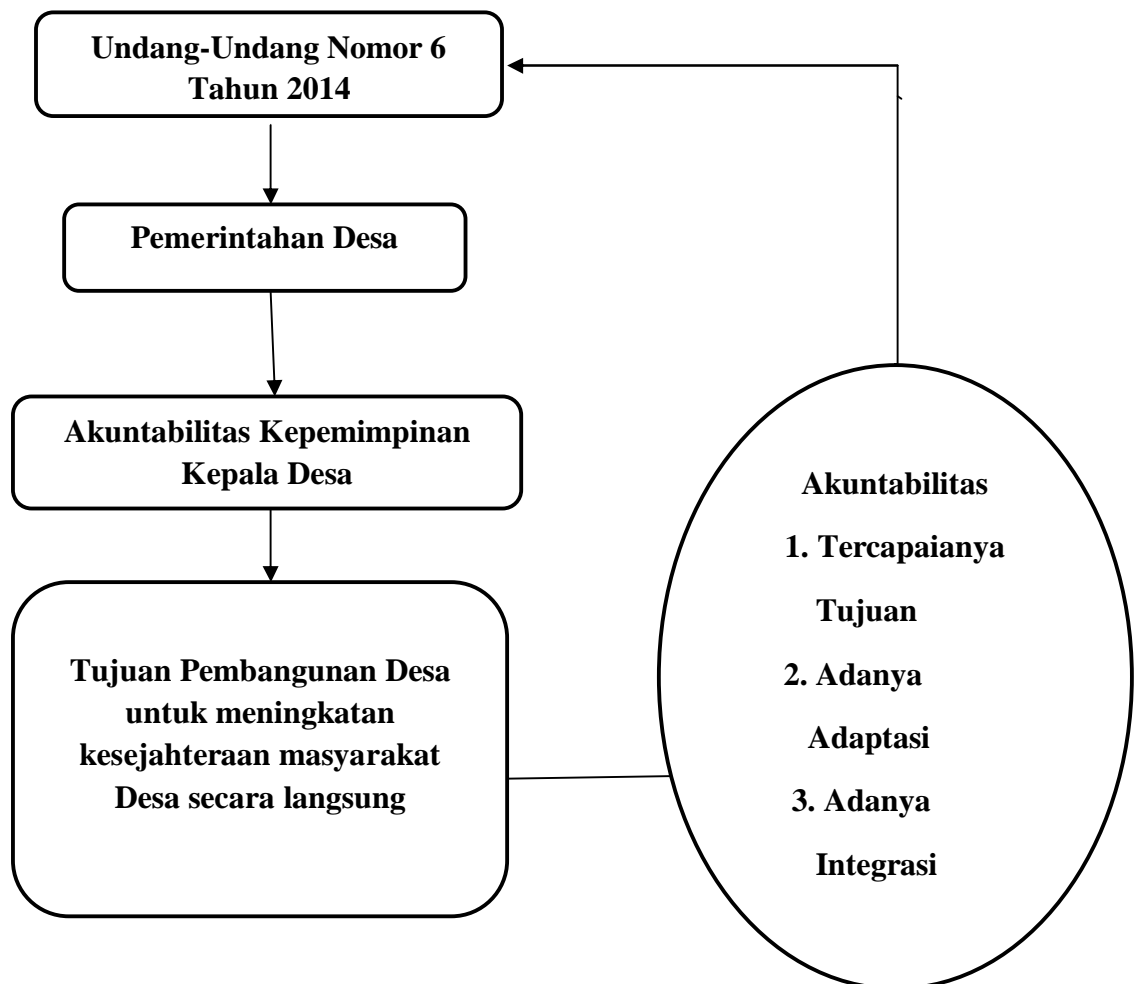 Undang-Undang Nomor 6
Tahun 2014
Pemerintahan Desa
Akuntabilitas Kepemimpinan
Kepala Desa
Tujuan Pembangunan Desa
untuk meningkatan
kesejahteraan masyarakat
Desa secara langsung
Akuntabilitas
1. Tercapaianya
Tujuan
2. Adanya
Adaptasi
3. Adanya
Integrasi